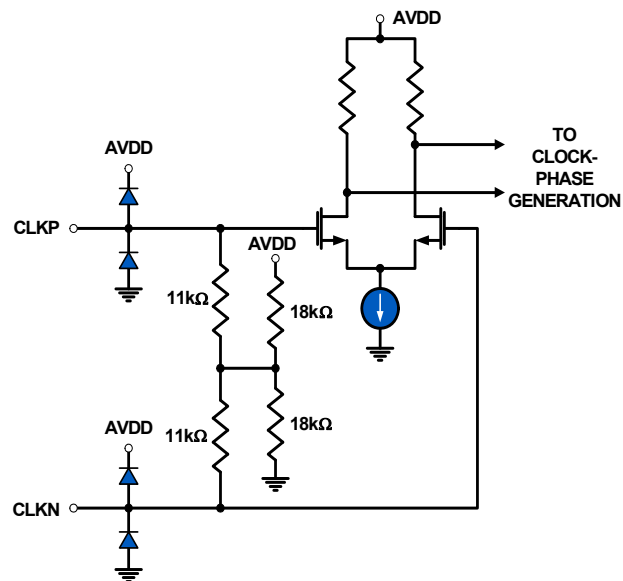 AVDD
TO
CLOCK-
PHASE
GENERATION
AVDD
CLKP
AVDD
11kΩ
18kΩ
11kΩ
18kΩ
AVDD
CLKN